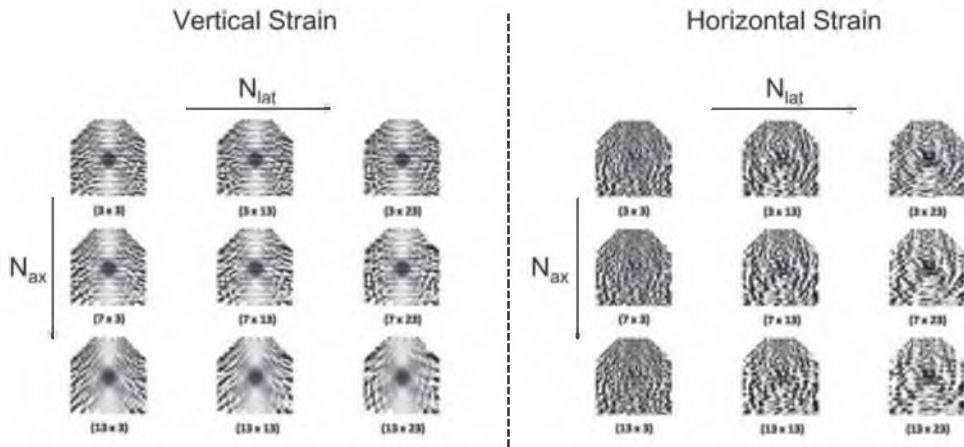 Vertical Strain
N_lat
(3 x 3) (3 x 13) (3 x 23)
N_ax
(7 x 3) (7 x 13) (7 x 23)
(13 x 3) (13 x 13) (13 x 23)
Horizontal Strain
N_lat
(3 x 3) (3 x 13) (3 x 23)
N_ax
(7 x 3) (7 x 13) (7 x 23)
(13 x 3) (13 x 13) (13 x 23)